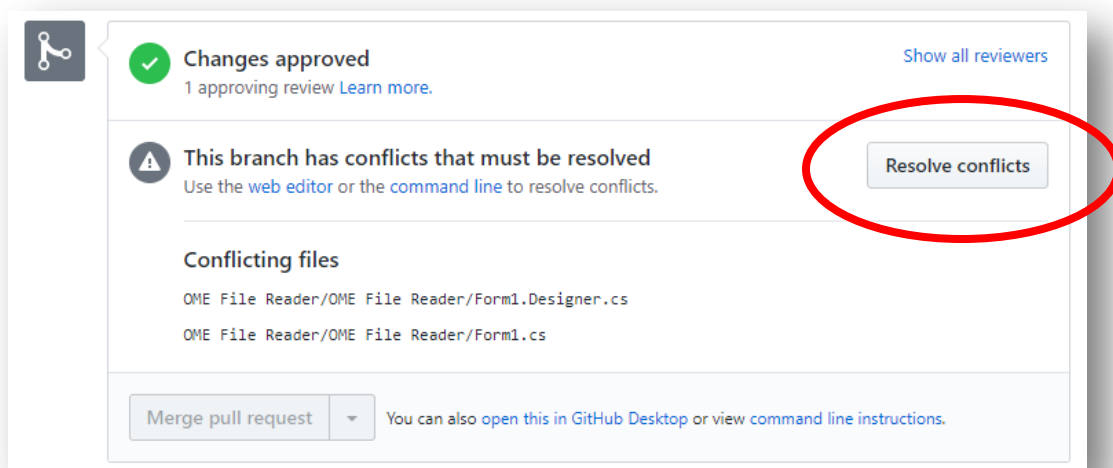 Changes approved
Show all reviewers
1 approving review Learn more.
This branch has conflicts that must be resolved
Resolve conflicts
Use the web editor or the command line to resolve conflicts.
Conflicting files
OME File Reader/OME File Reader/Form1.Designer.cs
OME File Reader/OME File Reader/Form1.cs
Merge pull request
You can also open this in GitHub Desktop or view command line instructions.